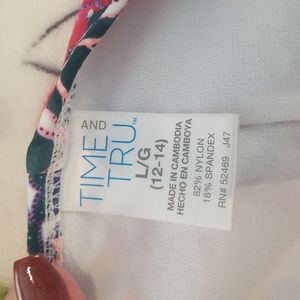 TIME AND
TRU™
L/G
(12-14)
MADE IN CAMBODIA
HECHO EN CAMBOYA
82% NYLON
18% SPANDEX
RN# 52469 J47